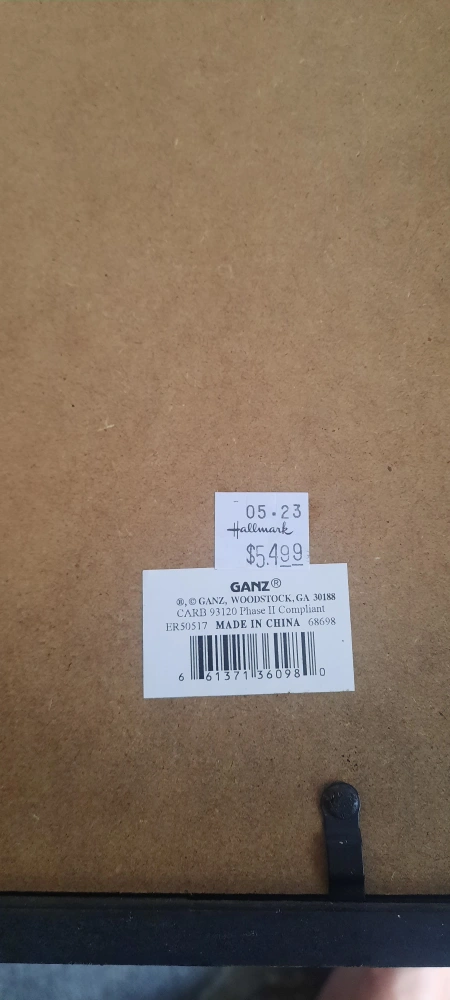 05•23
Hallmark
$5.499
GANZ®
®, © GANZ, WOODSTOCK, GA 30188
CARB 93120 Phase II Compliant
ER50517 MADE IN CHINA 68698
6 61371 36098 0